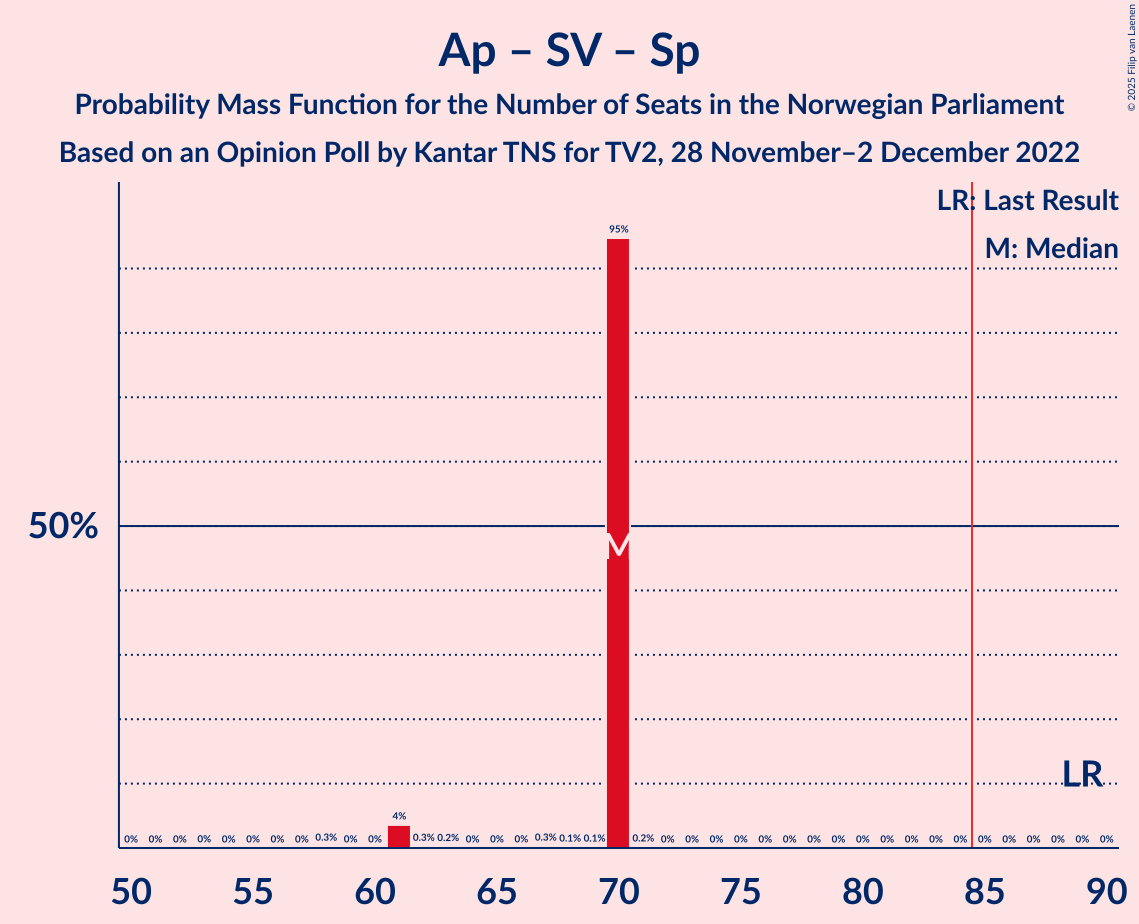 Ap – SV – Sp
Probability Mass Function for the Number of Seats in the Norwegian Parliament
Based on an Opinion Poll by Kantar TNS for TV2, 28 November–2 December 2022
© 2025 Filip van Laenen
LR: Last Result
M: Median
95%
50%
M
LR
4%
0% 0% 0% 0% 0% 0% 0% 0% 0.3% 0% 0% 0.3% 0.2% 0% 0% 0% 0.3% 0.1% 0.1% 0.2% 0% 0% 0% 0% 0% 0% 0% 0% 0% 0% 0% 0% 0% 0% 0% 0% 0% 0% 0%
50 55 60 65 70 75 80 85 90